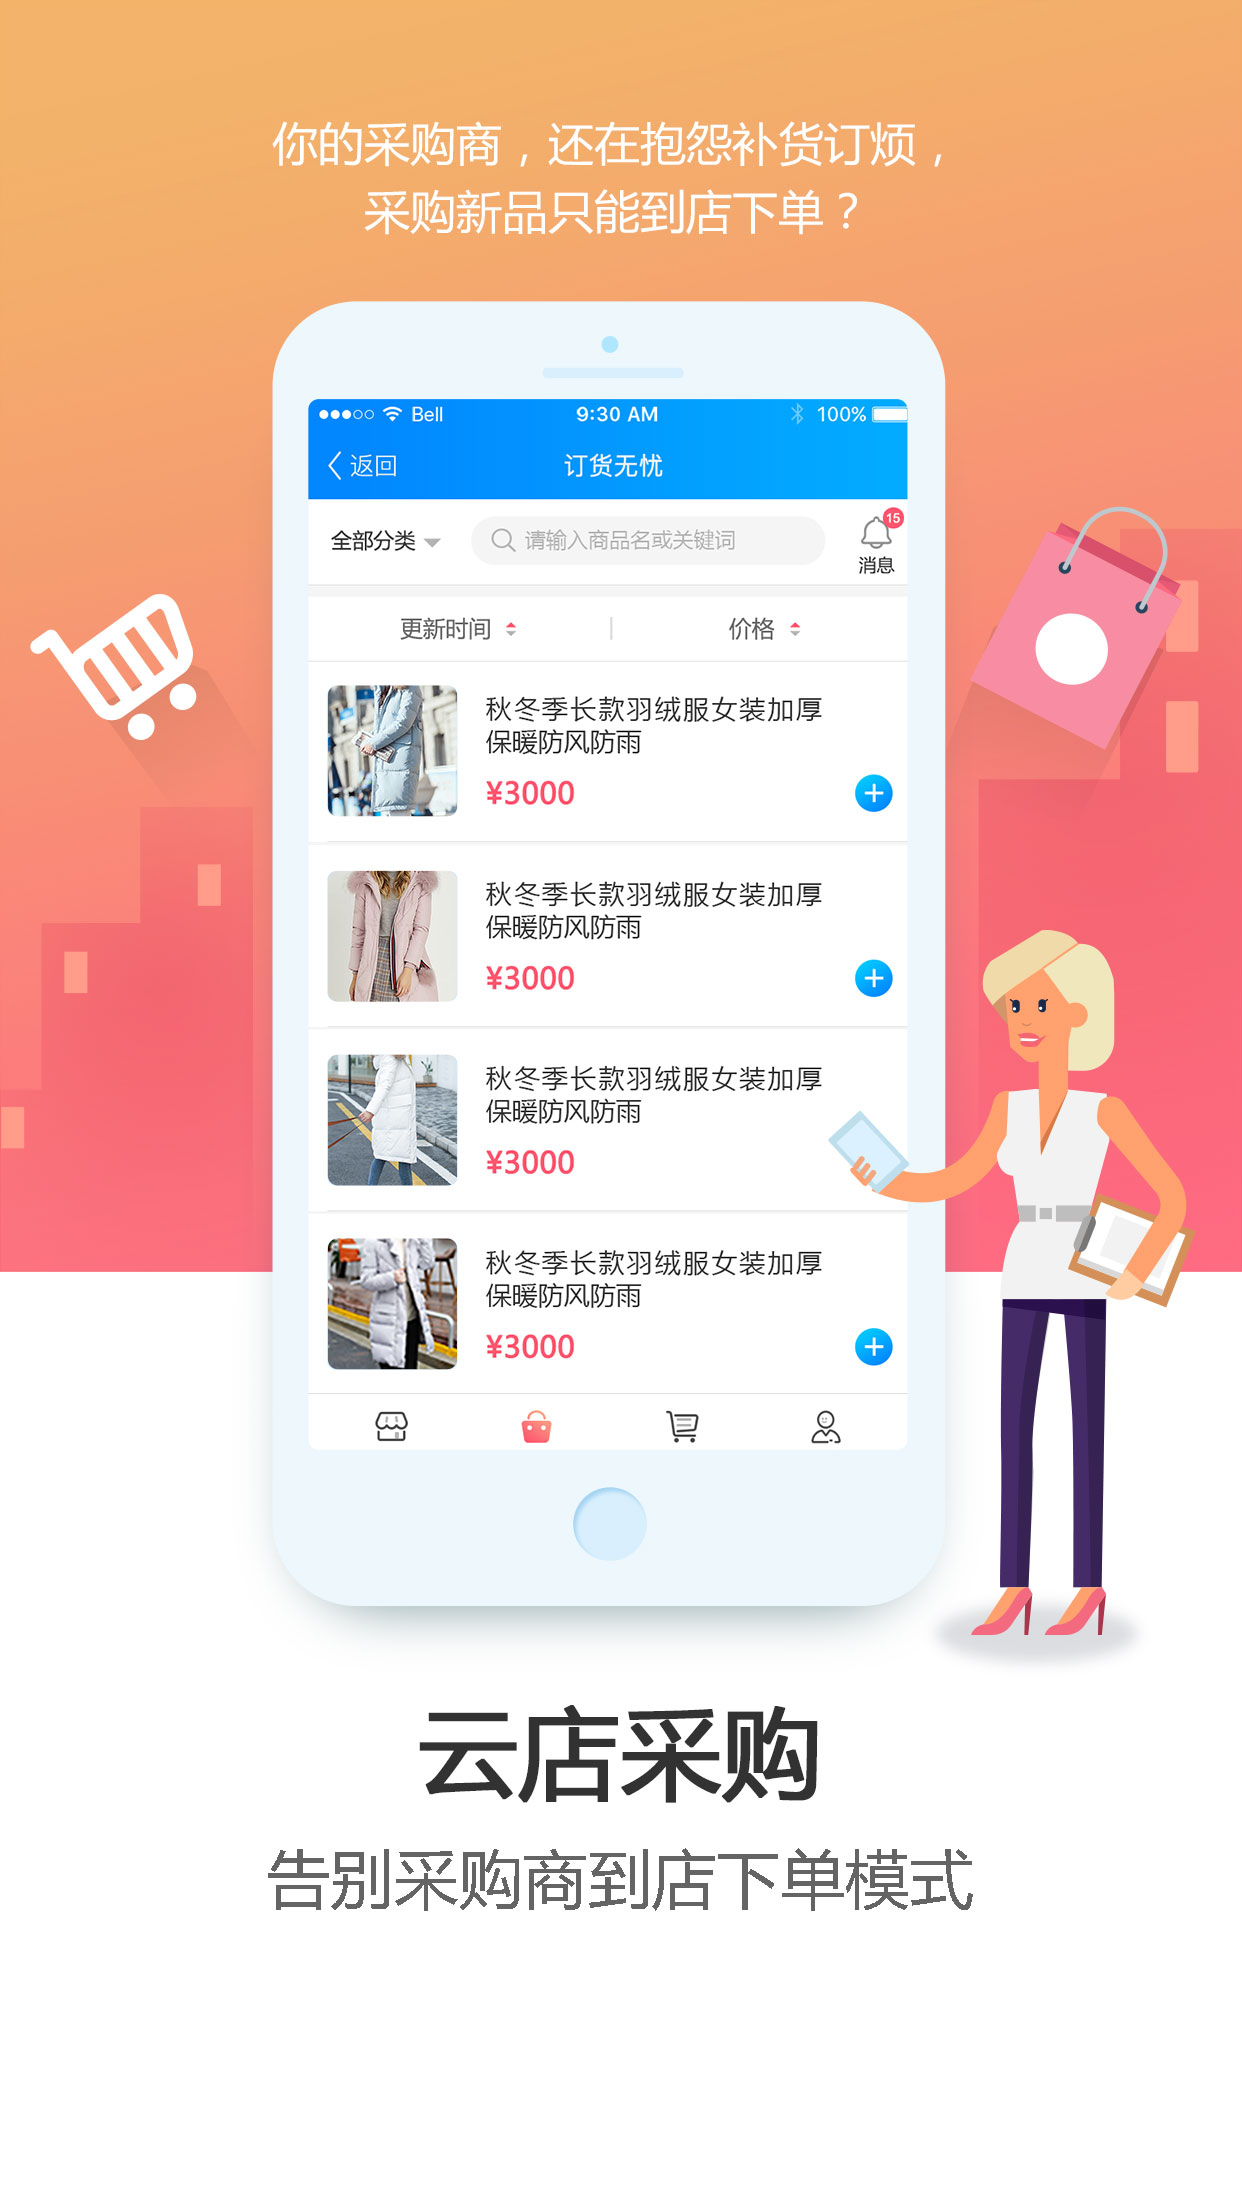 你的采购商，还在抱怨补货订烦，
采购新品只能到店下单？
Bell 9:30 AM 100%
返回 订货无忧
全部分类 请输入商品名或关键词 15
消息
更新时间 价格
秋冬季长款羽绒服女装加厚
保暖防风防雨
¥3000
秋冬季长款羽绒服女装加厚
保暖防风防雨
¥3000
秋冬季长款羽绒服女装加厚
保暖防风防雨
¥3000
秋冬季长款羽绒服女装加厚
保暖防风防雨
¥3000
云店采购
告别采购商到店下单模式